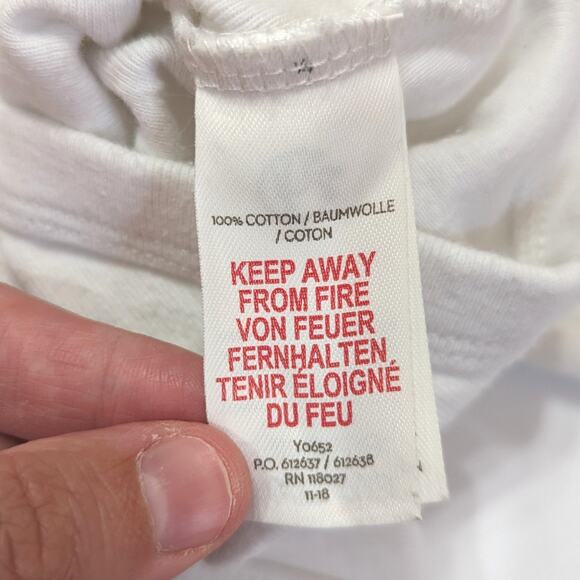 100% COTTON / BAUMWOLLE
/ COTON
KEEP AWAY
FROM FIRE
VON FEUER
FERNHALTEN
TENIR ÉLOIGNÉ
DU FEU
Y0652
P.O. 612637 / 612638
RN 118027
11-18